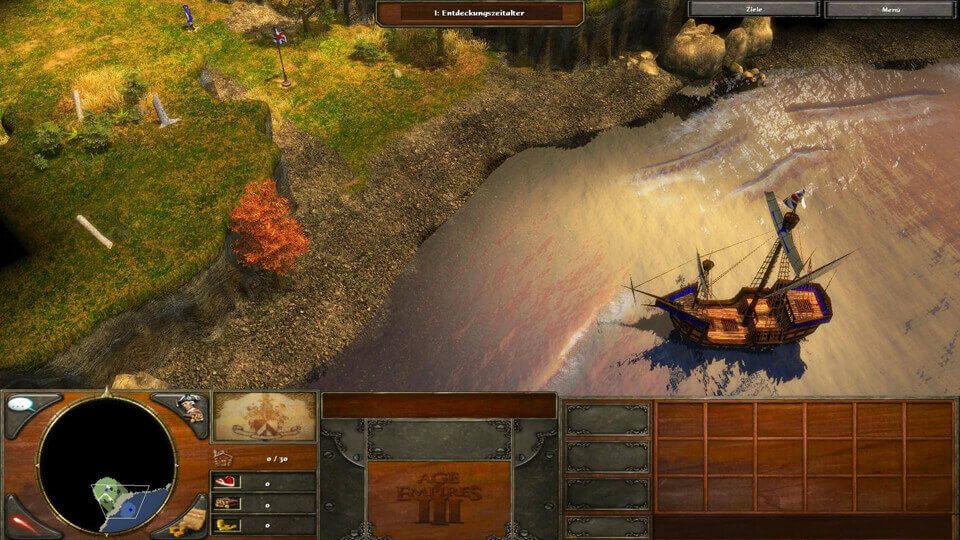 I: Entdeckungszeitalter
Ziele
Menü
0 / 30
0
0
0
AGE
OF
EMPIRES
III